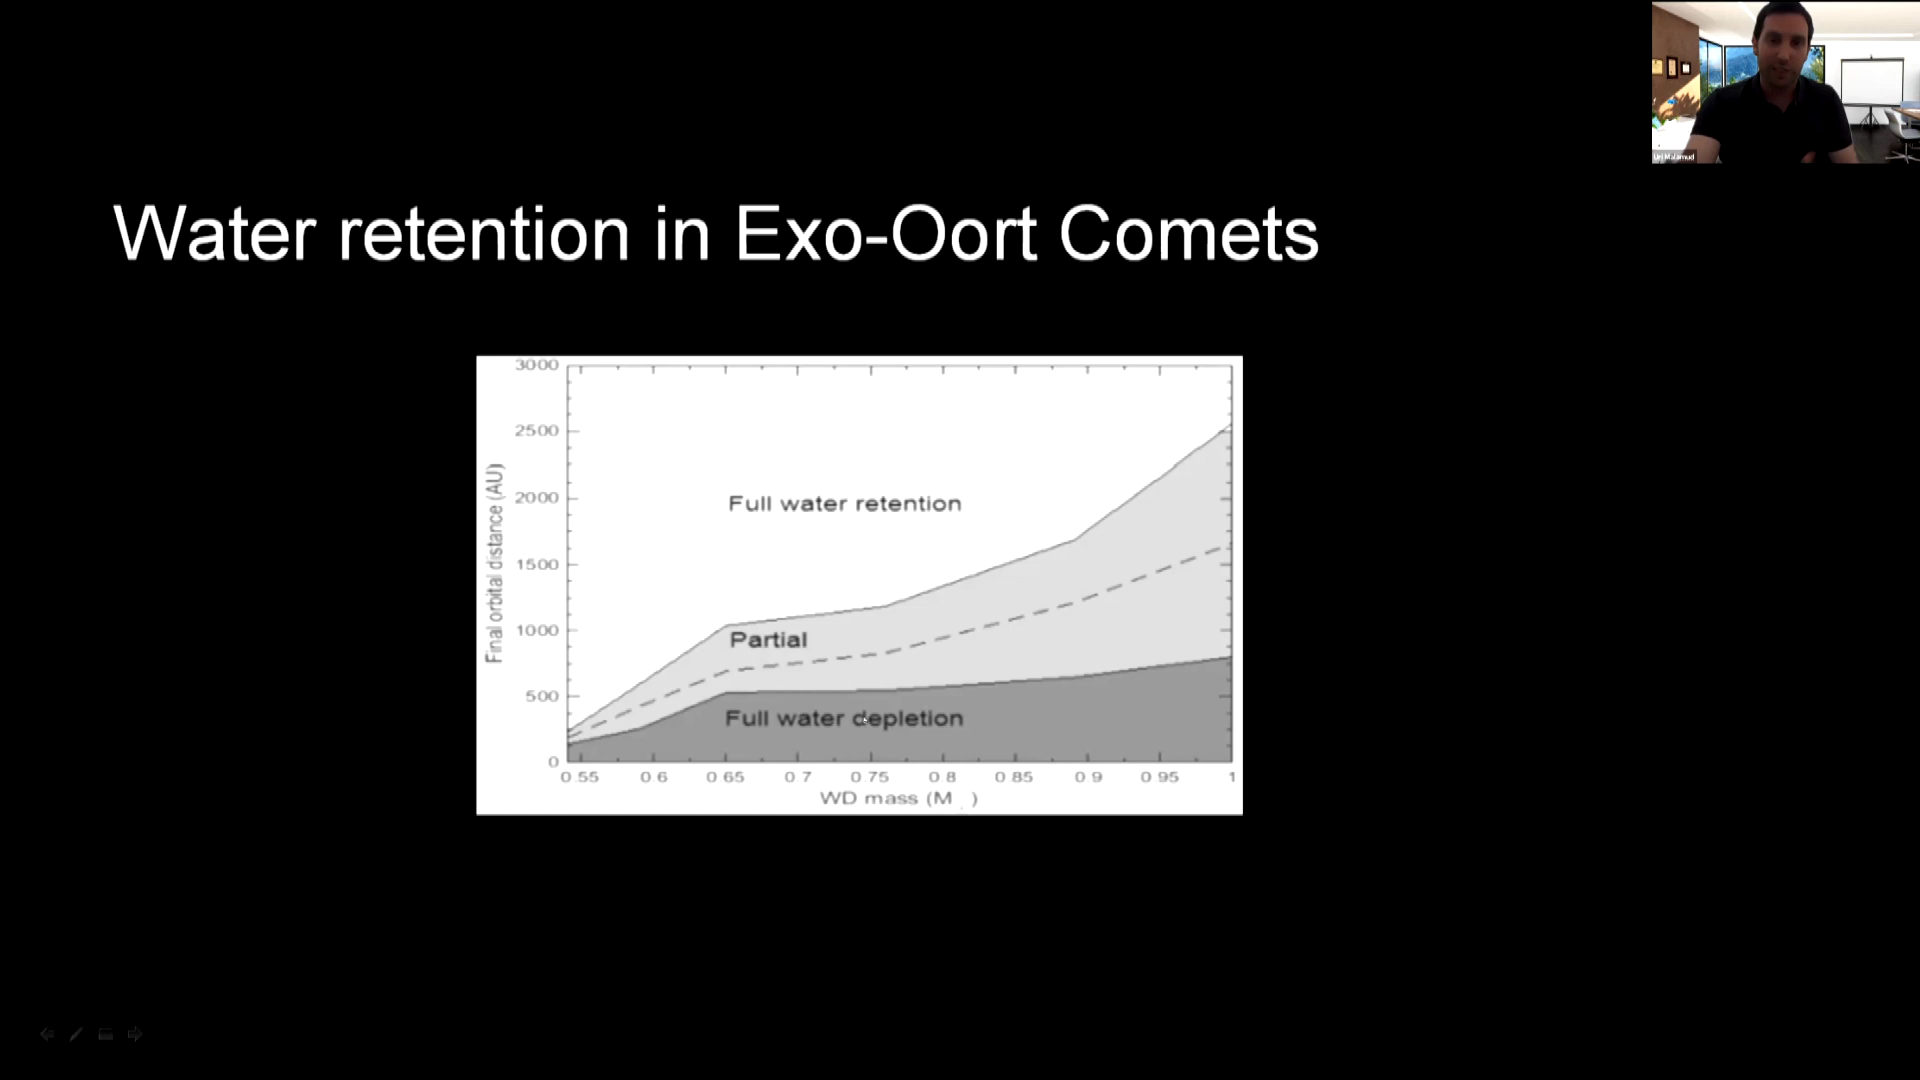 Uri Malamud
Water retention in Exo-Oort Comets
3000
2500
2000
1500
1000
500
0
Final orbital distance (AU)
Full water retention
Partial
Full water depletion
0.55 0.6 0.65 0.7 0.75 0.8 0.85 0.9 0.95 1
WD mass (M )